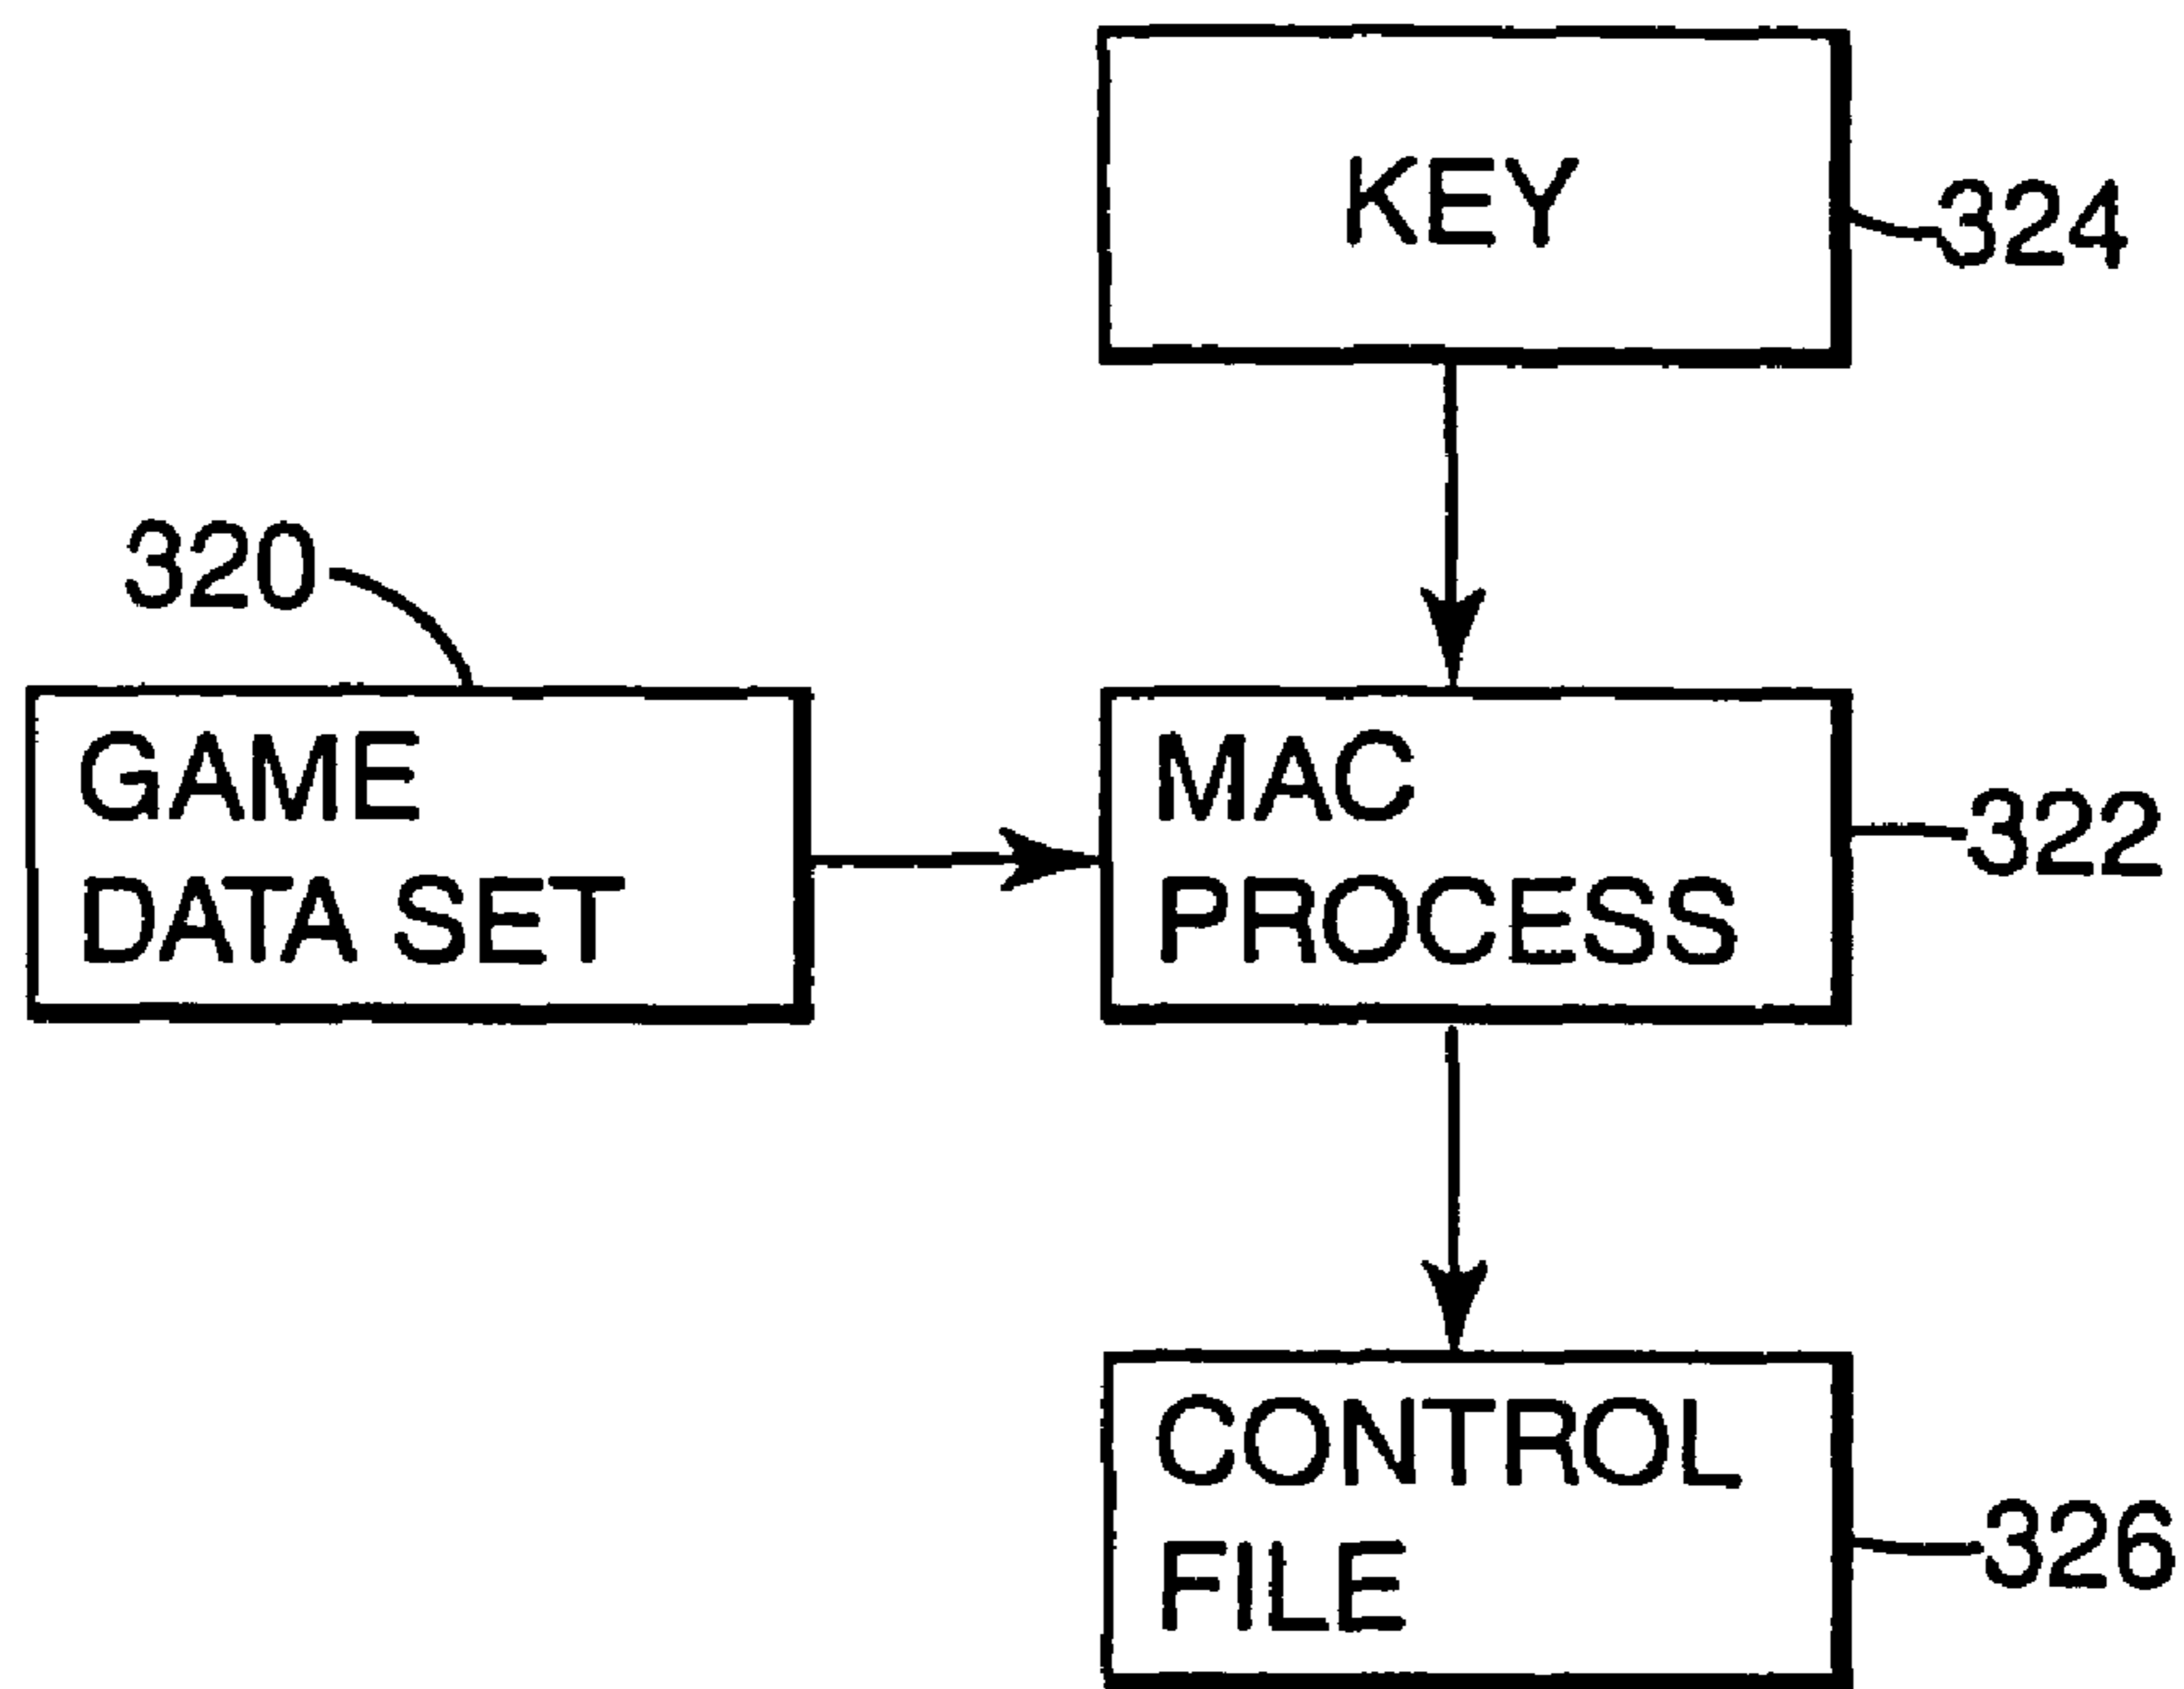 KEY
324
320
GAME
DATA SET
MAC
PROCESS
322
CONTROL
FILE
326